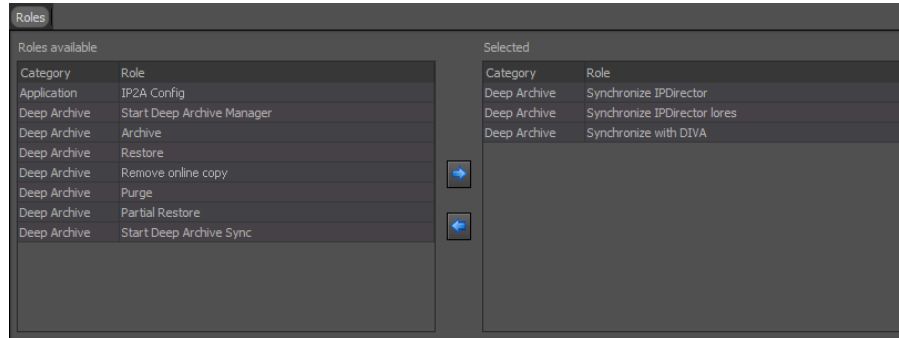 Roles
Roles available
Category Role
Application IP2A Config
Deep Archive Start Deep Archive Manager
Deep Archive Archive
Deep Archive Restore
Deep Archive Remove online copy
Deep Archive Purge
Deep Archive Partial Restore
Deep Archive Start Deep Archive Sync
Selected
Category Role
Deep Archive Synchronize IPDirector
Deep Archive Synchronize IPDirector lores
Deep Archive Synchronize with DIVA